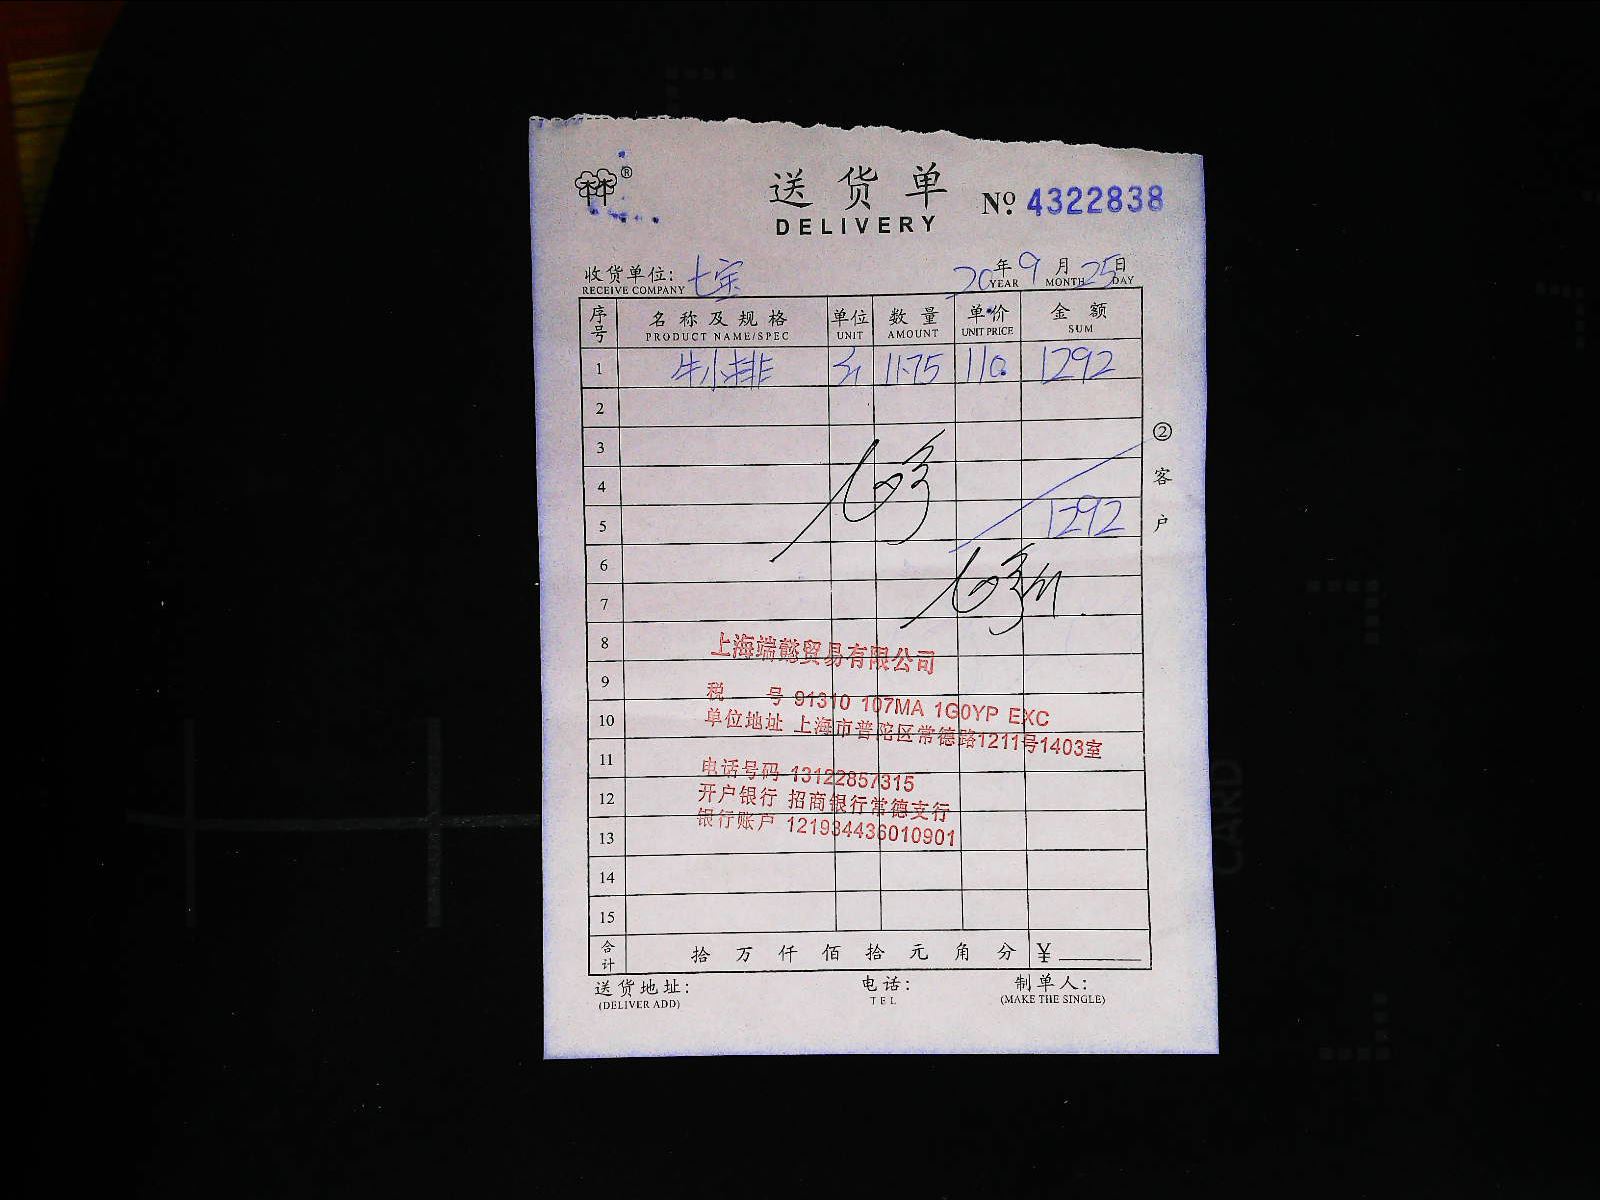 ®
送货单
DELIVERY
Nº. 4322838
收货单位: 七宝
RECEIVE COMPANY
20年9月25日
YEAR MONTH DAY
序号 名称及规格 单位 数量 单价 金额
PRODUCT NAME/SPEC UNIT AMOUNT UNIT PRICE SUM
1 牛小排 11.75 110. 1292
2
3
4
5 1292
6
7
8
9
10
11
12
13
14
15
②客户
上海端懿贸易有限公司
税 号 91310 107MA 1G0YP EXC
单位地址 上海市普陀区常德路1211号1403室
电话号码 13122857315
开户银行 招商银行常德支行
银行账户 121934436010901
合计 拾 万 仟 佰 拾 元 角 分 ¥
送货地址: 电话: 制单人:
(DELIVER ADD) TEL (MAKE THE SINGLE)